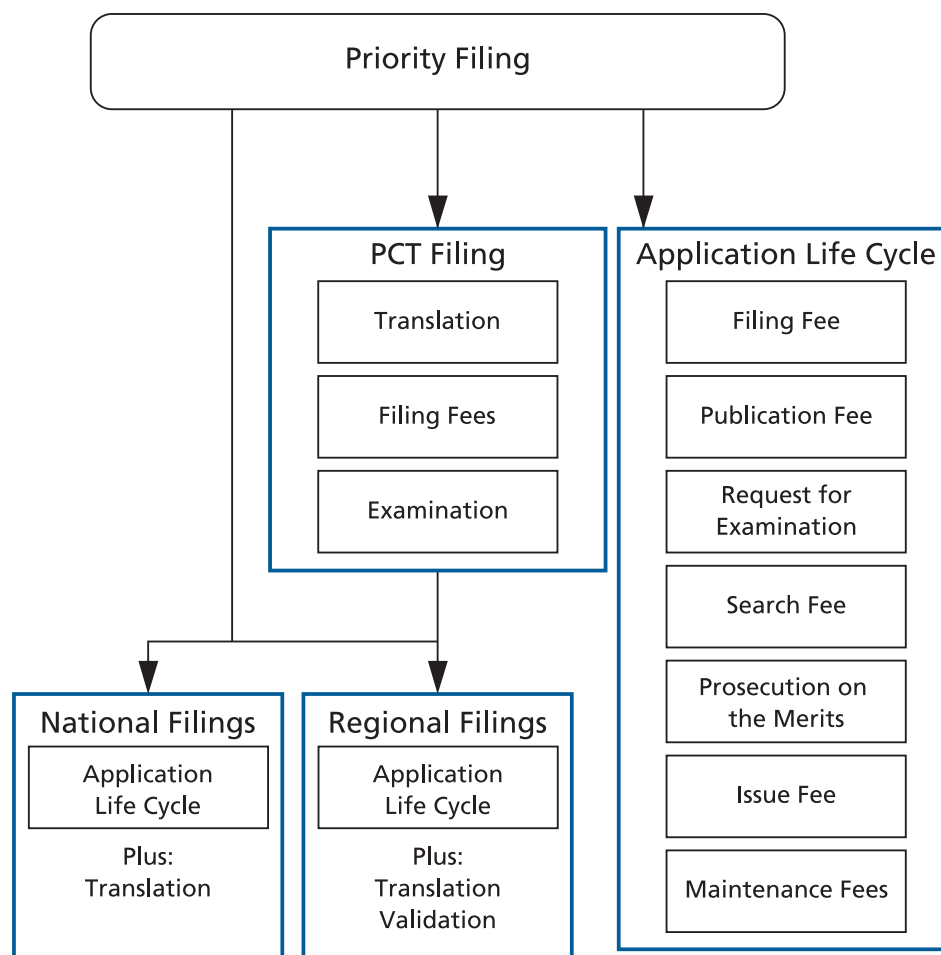 Priority Filing
PCT Filing
Translation
Filing Fees
Examination
Application Life Cycle
Filing Fee
Publication Fee
Request for
Examination
Search Fee
Prosecution on
the Merits
Issue Fee
Maintenance Fees
National Filings
Application
Life Cycle
Plus:
Translation
Regional Filings
Application
Life Cycle
Plus:
Translation
Validation